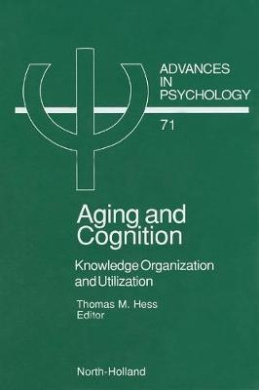 ADVANCES
IN
PSYCHOLOGY
71
Aging and
Cognition
Knowledge Organization
and Utilization
Thomas M. Hess
Editor
North-Holland